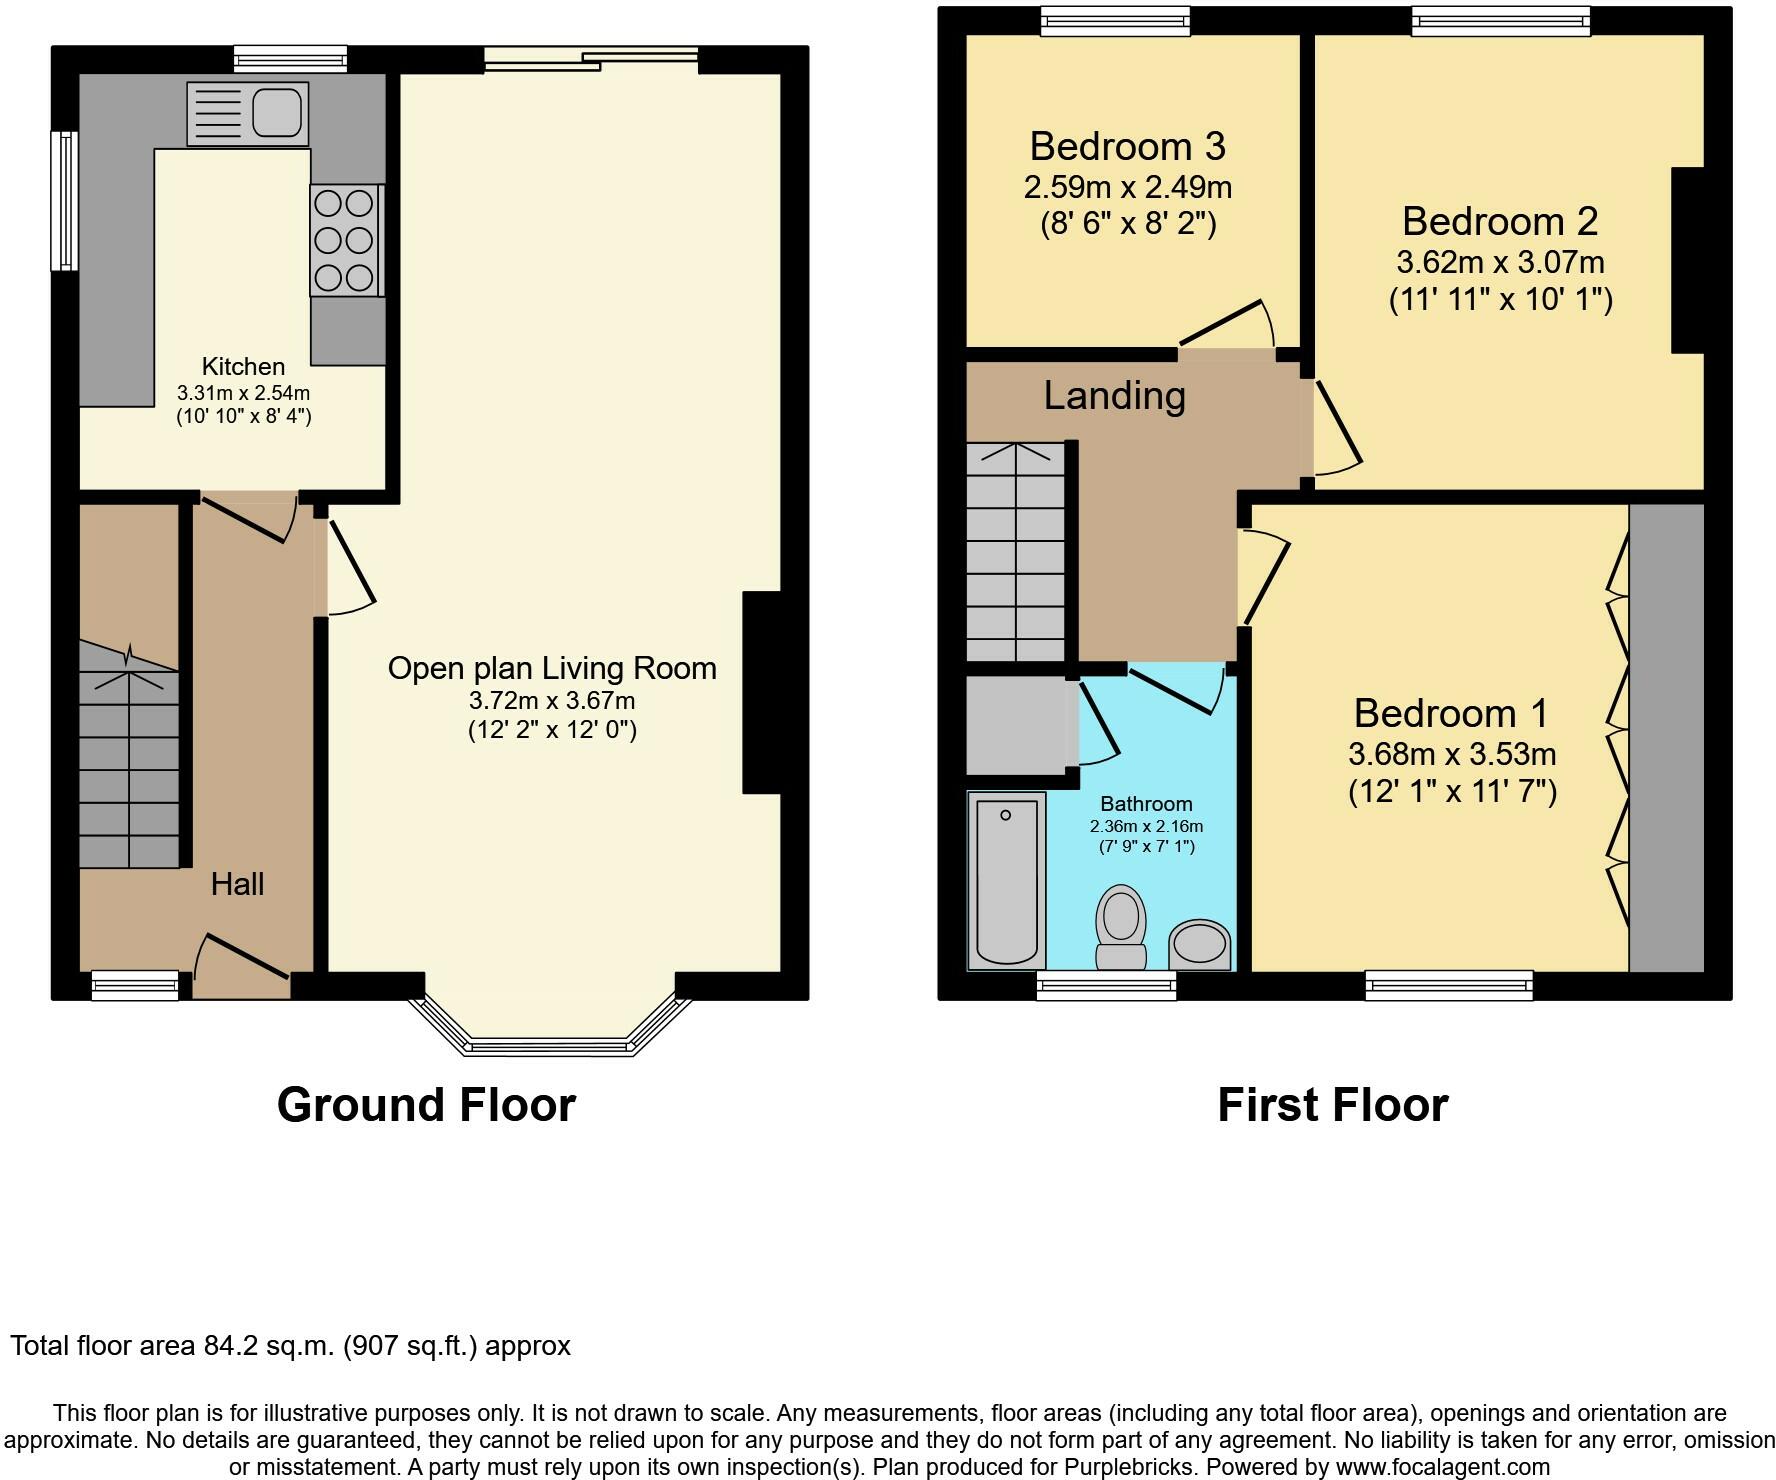 Kitchen
3.31m x 2.54m
(10' 10" x 8' 4")
Open plan Living Room
3.72m x 3.67m
(12' 2" x 12' 0")
Hall
Ground Floor
Bedroom 3
2.59m x 2.49m
(8' 6" x 8' 2")
Bedroom 2
3.62m x 3.07m
(11' 11" x 10' 1")
Landing
Bedroom 1
3.68m x 3.53m
(12' 1" x 11' 7")
Bathroom
2.36m x 2.16m
(7' 9" x 7' 1")
First Floor
Total floor area 84.2 sq.m. (907 sq.ft.) approx
This floor plan is for illustrative purposes only. It is not drawn to scale. Any measurements, floor areas (including any total floor area), openings and orientation are
approximate. No details are guaranteed, they cannot be relied upon for any purpose and they do not form part of any agreement. No liability is taken for any error, omission
or misstatement. A party must rely upon its own inspection(s). Plan produced for Purplebricks. Powered by www.focalagent.com